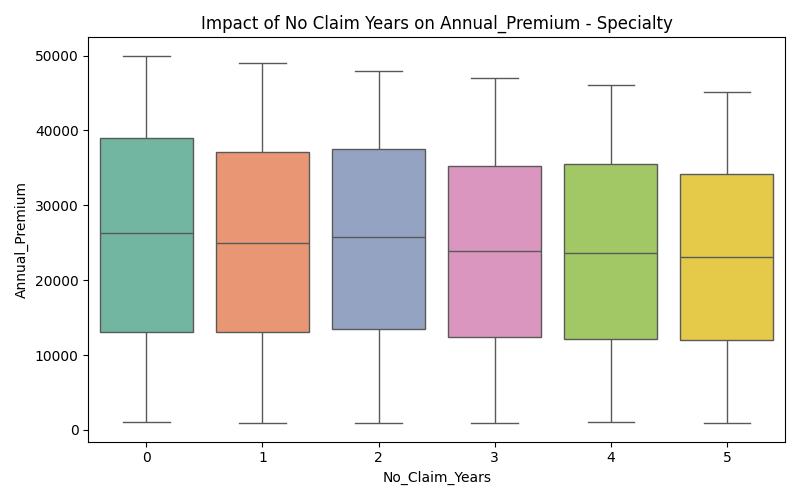 Impact of No Claim Years on Annual_Premium - Specialty
50000
40000
30000
20000
10000
0
Annual_Premium
0 1 2 3 4 5
No_Claim_Years